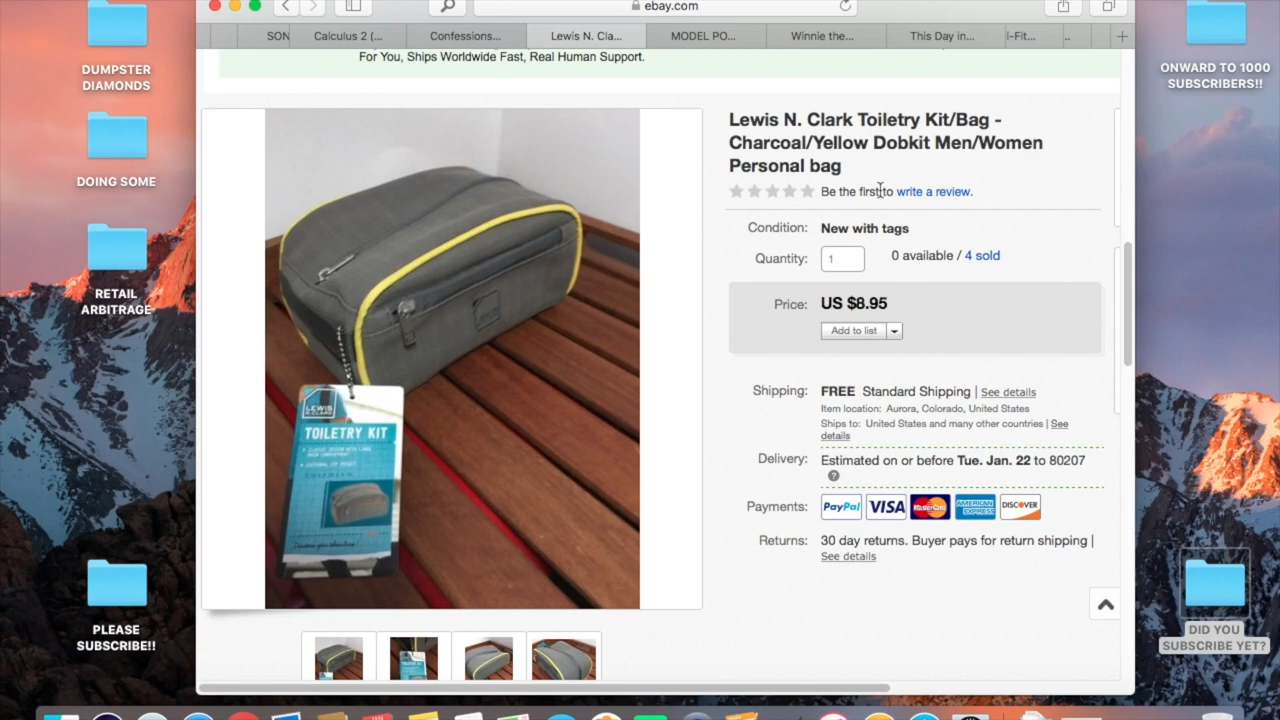 ebay.com
SON
Calculus 2 (...
Confessions...
Lewis N. Cla...
MODEL PO...
Winnie the...
This Day in...
i-Fit...
..
For You, Ships Worldwide Fast, Real Human Support.
DUMPSTER
DIAMONDS
DOING SOME
RETAIL
ARBITRAGE
PLEASE
SUBSCRIBE!!
ONWARD TO 1000
SUBSCRIBERS!!
DID YOU
SUBSCRIBE YET?
LEWIS
N. CLARK
TOILETRY KIT
Lewis N. Clark Toiletry Kit/Bag -
Charcoal/Yellow Dobkit Men/Women
Personal bag
Be the first to write a review.
Condition: New with tags
Quantity: 1 0 available / 4 sold
Price: US $8.95
Add to list
Shipping: FREE Standard Shipping | See details
Item location: Aurora, Colorado, United States
Ships to: United States and many other countries | See
details
Delivery: Estimated on or before Tue. Jan. 22 to 80207
?
Payments: PayPal VISA MasterCard AMERICAN EXPRESS DISCOVER
Returns: 30 day returns. Buyer pays for return shipping |
See details